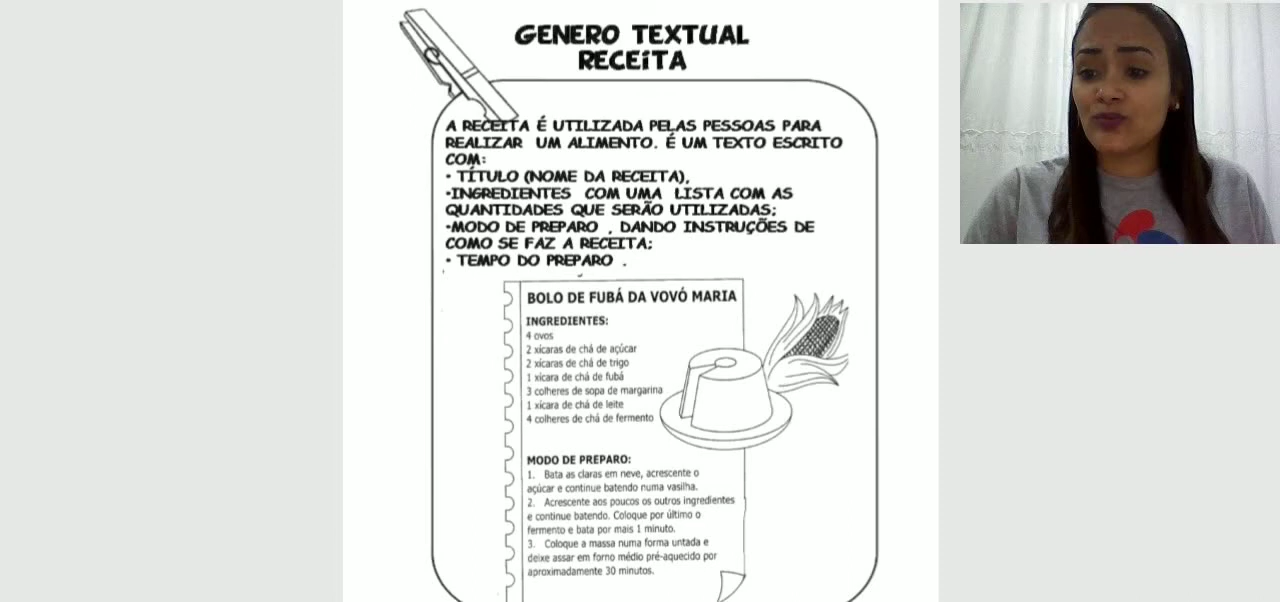 GENERO TEXTUAL
RECEITA
A RECEITA É UTILIZADA PELAS PESSOAS PARA
REALIZAR UM ALIMENTO. É UM TEXTO ESCRITO
COM:
• TÍTULO (NOME DA RECEITA),
•INGREDIENTES COM UMA LISTA COM AS
QUANTIDADES QUE SERÃO UTILIZADAS;
•MODO DE PREPARO , DANDO INSTRUÇÕES DE
COMO SE FAZ A RECEITA;
• TEMPO DO PREPARO .
BOLO DE FUBÁ DA VOVÓ MARIA
INGREDIENTES:
4 ovos
2 xícaras de chá de açúcar
2 xícaras de chá de trigo
1 xícara de chá de fubá
3 colheres de sopa de margarina
1 xícara de chá de leite
4 colheres de chá de fermento
MODO DE PREPARO:
1. Bata as claras em neve, acrescente o
açúcar e continue batendo numa vasilha.
2. Acrescente aos poucos os outros ingredientes
e continue batendo. Coloque por último o
fermento e bata por mais 1 minuto.
3. Coloque a massa numa forma untada e
deixe assar em forno médio pré-aquecido por
aproximadamente 30 minutos.